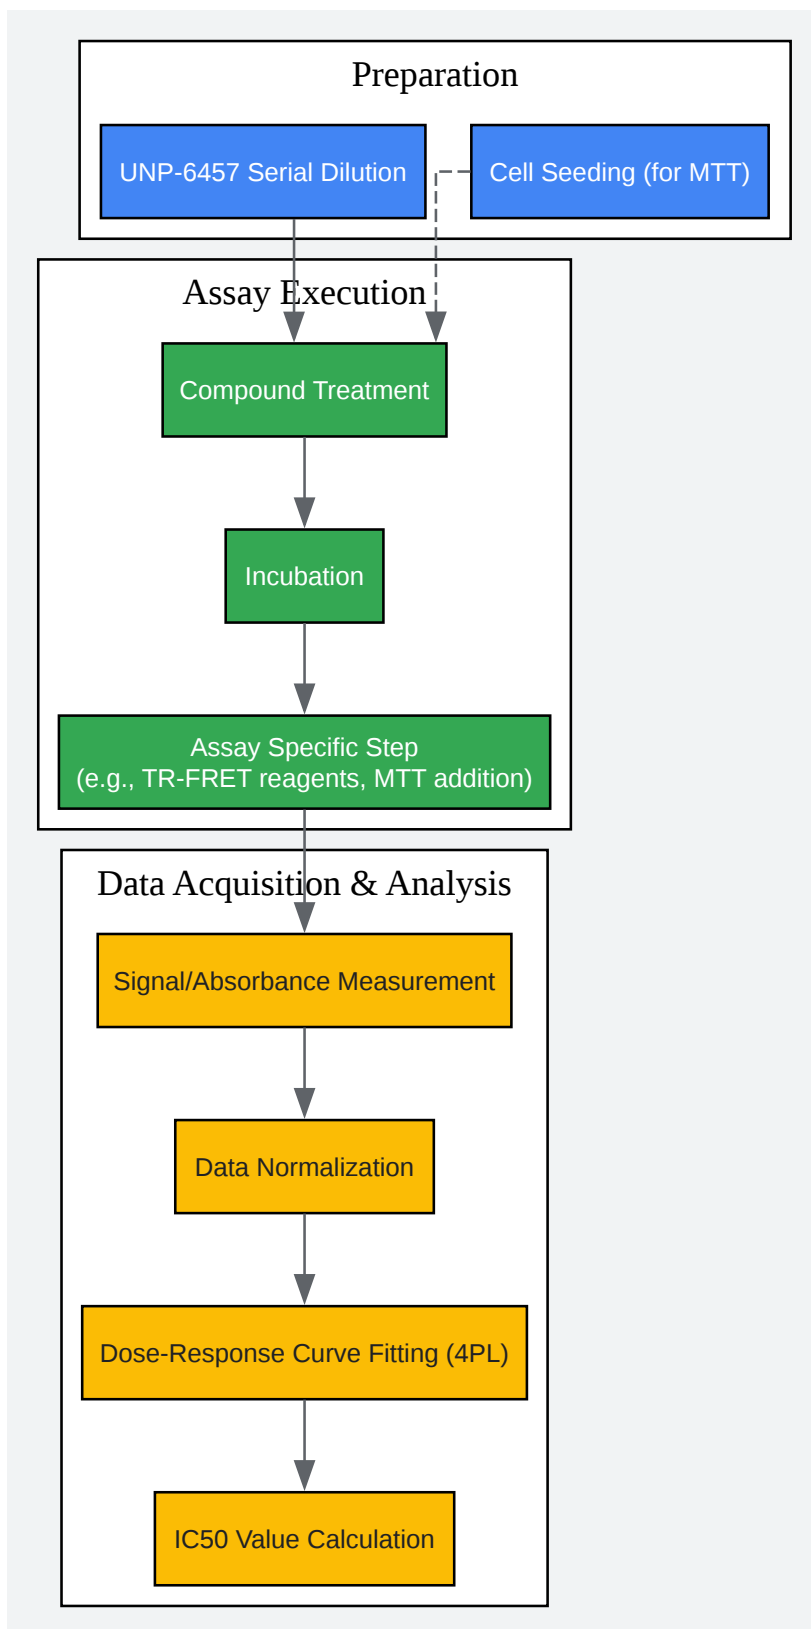 Preparation
UNP-6457 Serial Dilution
Cell Seeding (for MTT)
Assay Execution
Compound Treatment
Incubation
Assay Specific Step
(e.g., TR-FRET reagents, MTT addition)
Data Acquisition & Analysis
Signal/Absorbance Measurement
Data Normalization
Dose-Response Curve Fitting (4PL)
IC50 Value Calculation